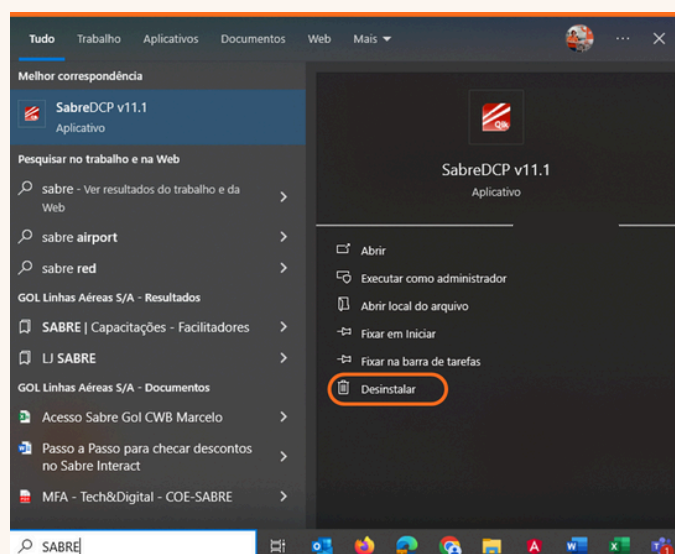 Tudo Trabalho Aplicativos Documentos Web Mais
Melhor correspondência
SabreDCP v11.1
Aplicativo
Pesquisar no trabalho e na Web
sabre - Ver resultados do trabalho e da
Web
sabre airport
sabre red
GOL Linhas Aéreas S/A - Resultados
SABRE | Capacitações - Facilitadores
LJ SABRE
GOL Linhas Aéreas S/A - Documentos
Acesso Sabre Gol CWB Marcelo
Passo a Passo para checar descontos
no Sabre Interact
MFA - Tech&Digital - COE-SABRE
SABRE
Qik
SabreDCP v11.1
Aplicativo
Abrir
Executar como administrador
Abrir local do arquivo
Fixar em Iniciar
Fixar na barra de tarefas
Desinstalar